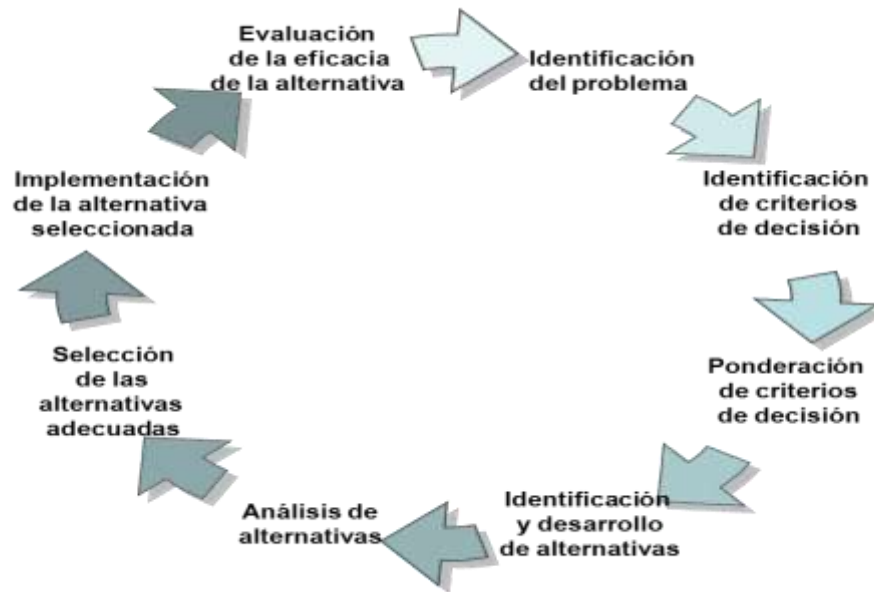 Evaluación
de la eficacia
de la alternativa
Identificación
del problema
Identificación
de criterios
de decisión
Ponderación
de criterios
de decisión
Identificación
y desarrollo
de alternativas
Análisis de
alternativas
Selección
de las
alternativas
adecuadas
Implementación
de la alternativa
seleccionada